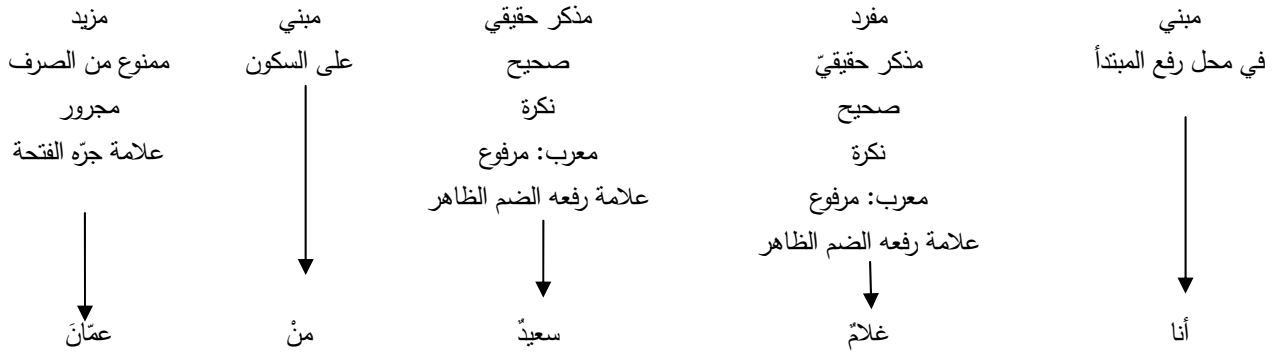 مبني
في محل رفع المبتدأ
أنا
مفرد
مذكر حقيقيّ
صحيح
نكرة
معرب: مرفوع
علامة رفعه الضم الظاهر
غلامٌ
مذكر حقيقي
صحيح
نكرة
معرب: مرفوع
علامة رفعه الضم الظاهر
سعيدٌ
مبني
على السكون
منْ
مزيد
ممنوع من الصرف
مجرور
علامة جرّه الفتحة
عمّانَ